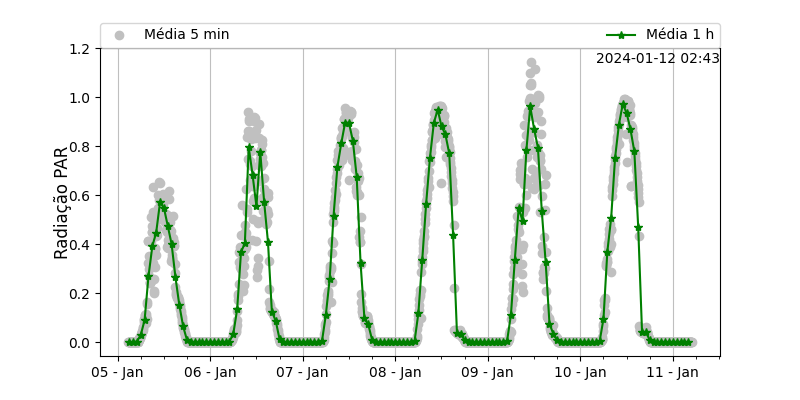 Média 5 min Média 1 h
2024-01-12 02:43
Radiação PAR
1.2
1.0
0.8
0.6
0.4
0.2
0.0
05 - Jan 06 - Jan 07 - Jan 08 - Jan 09 - Jan 10 - Jan 11 - Jan